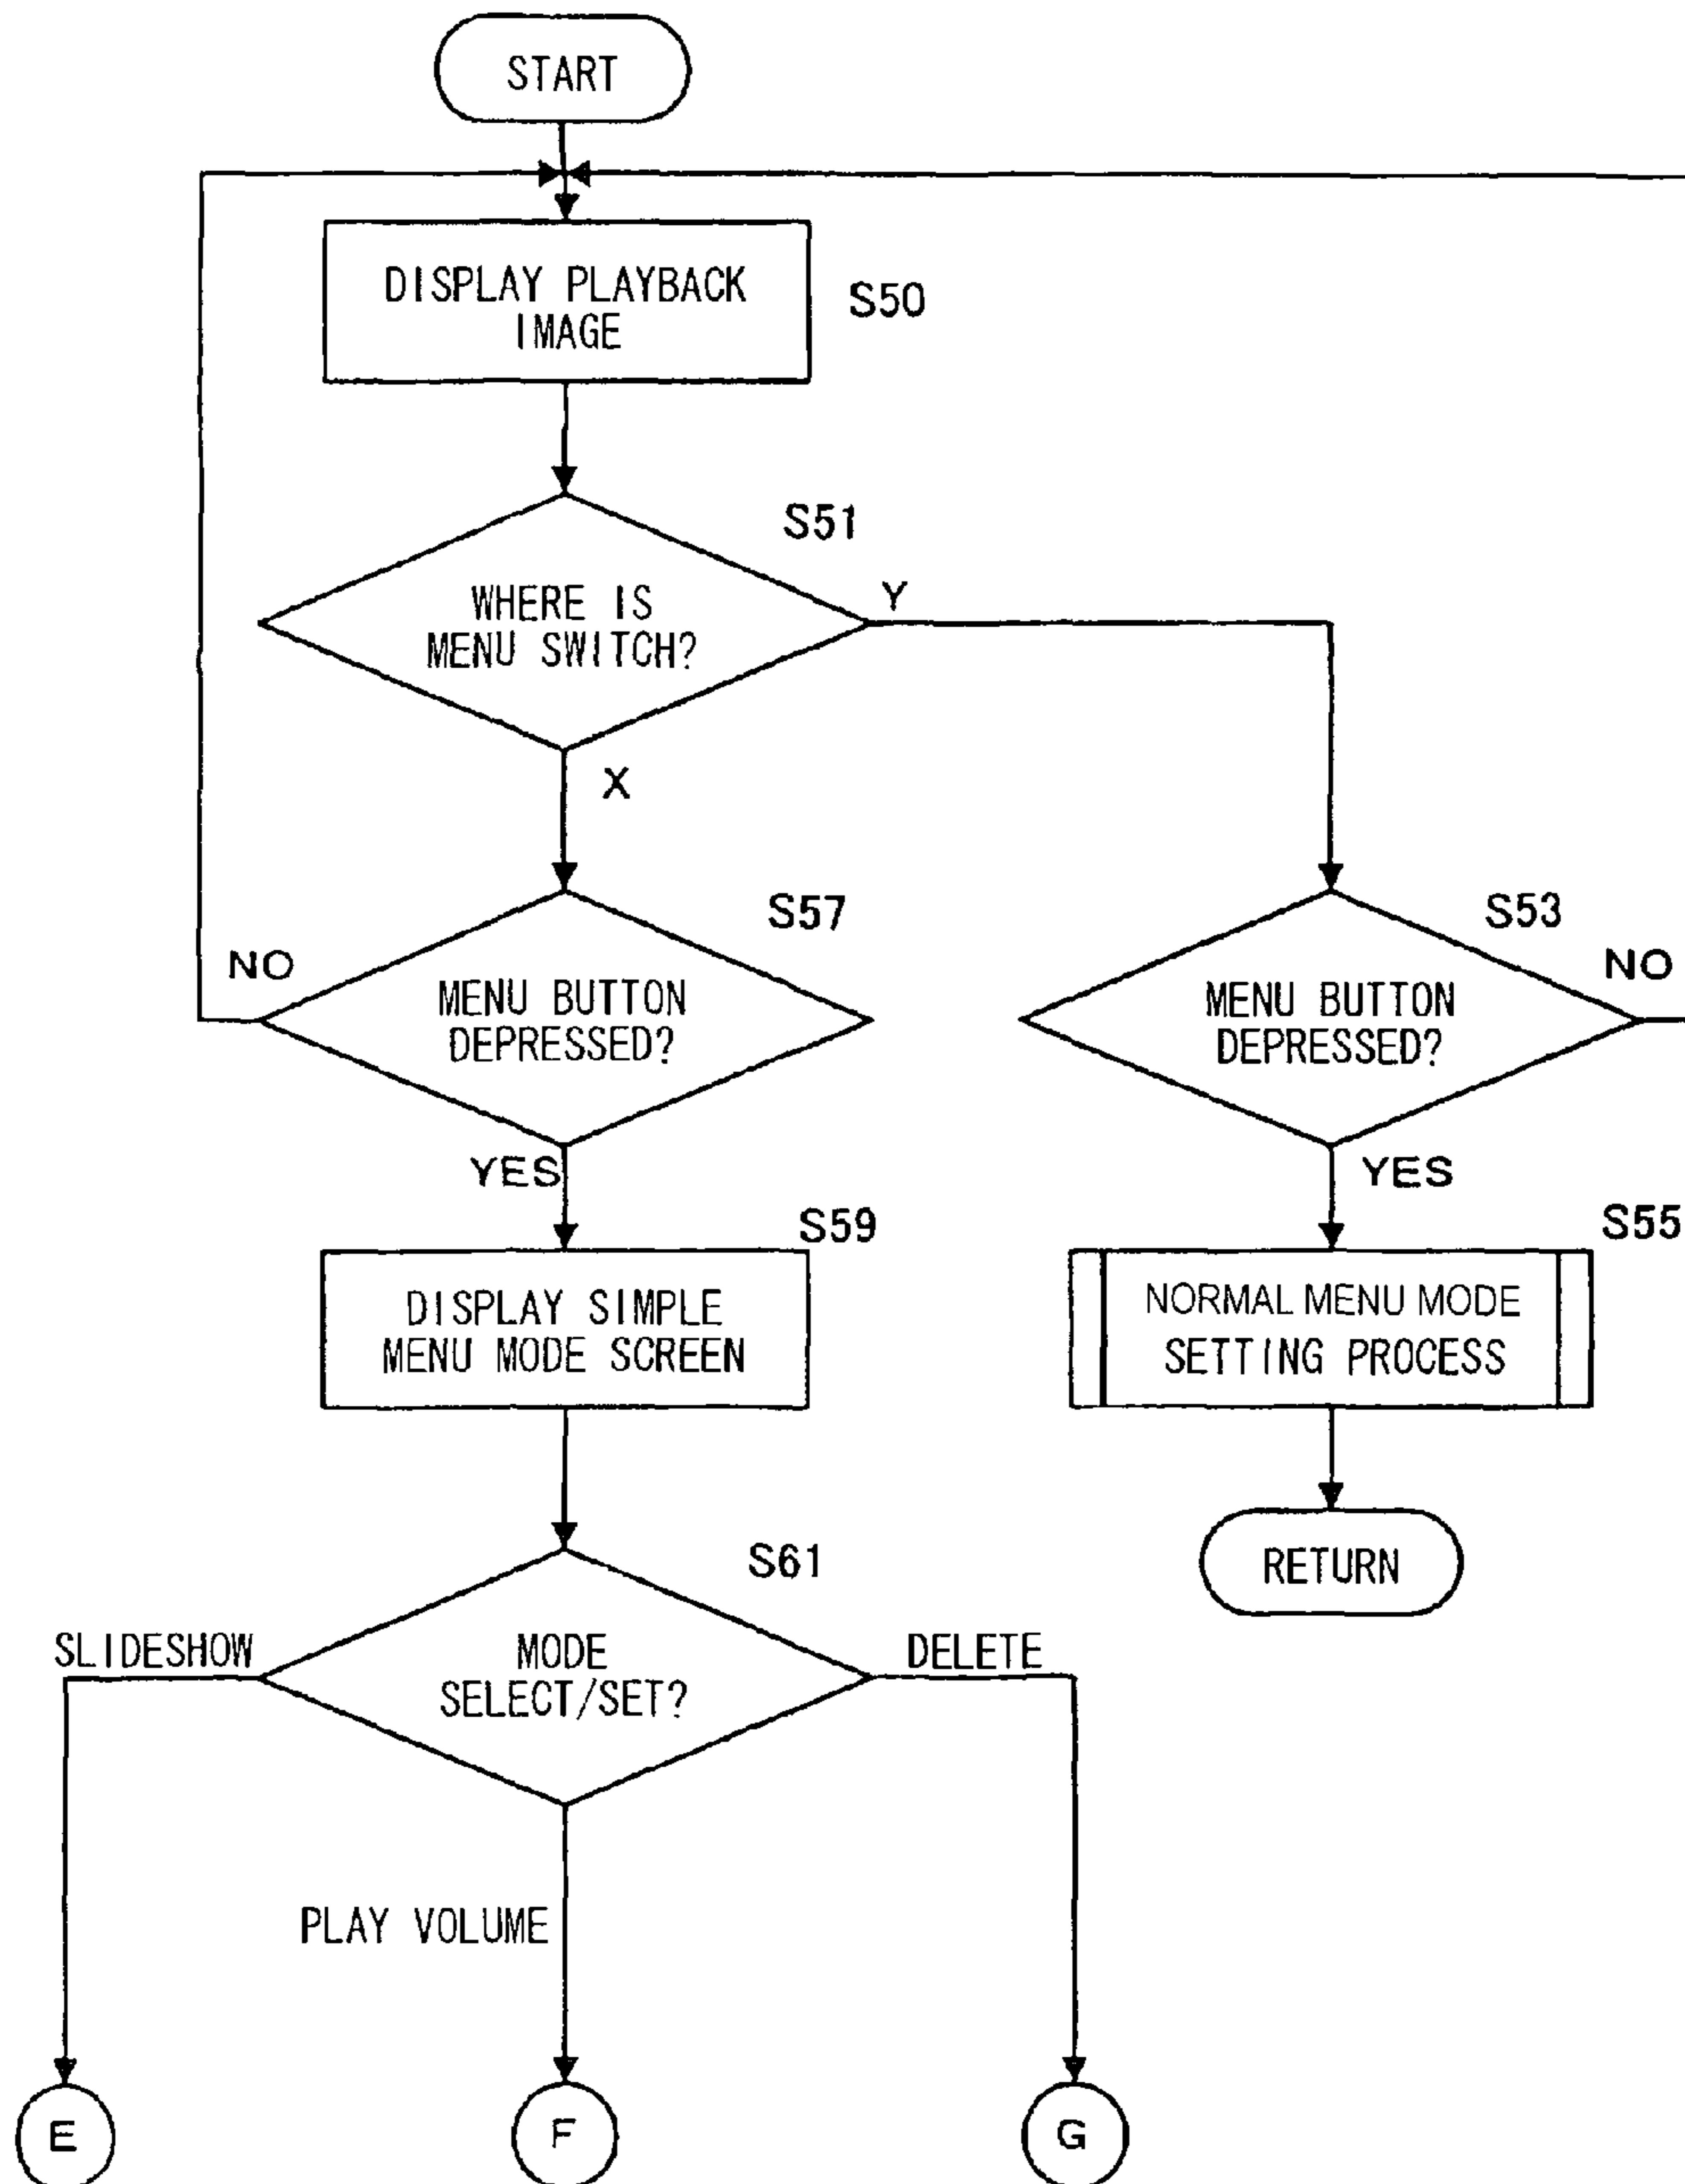 START
DISPLAY PLAYBACK
IMAGE
S50
S51
WHERE IS
MENU SWITCH?
Y
X
S57
NO
MENU BUTTON
DEPRESSED?
YES
S53
NO
MENU BUTTON
DEPRESSED?
YES
S59
DISPLAY SIMPLE
MENU MODE SCREEN
S55
NORMAL MENU MODE
SETTING PROCESS
RETURN
S61
MODE
SELECT/SET?
SLIDESHOW
DELETE
PLAY VOLUME
E
F
G